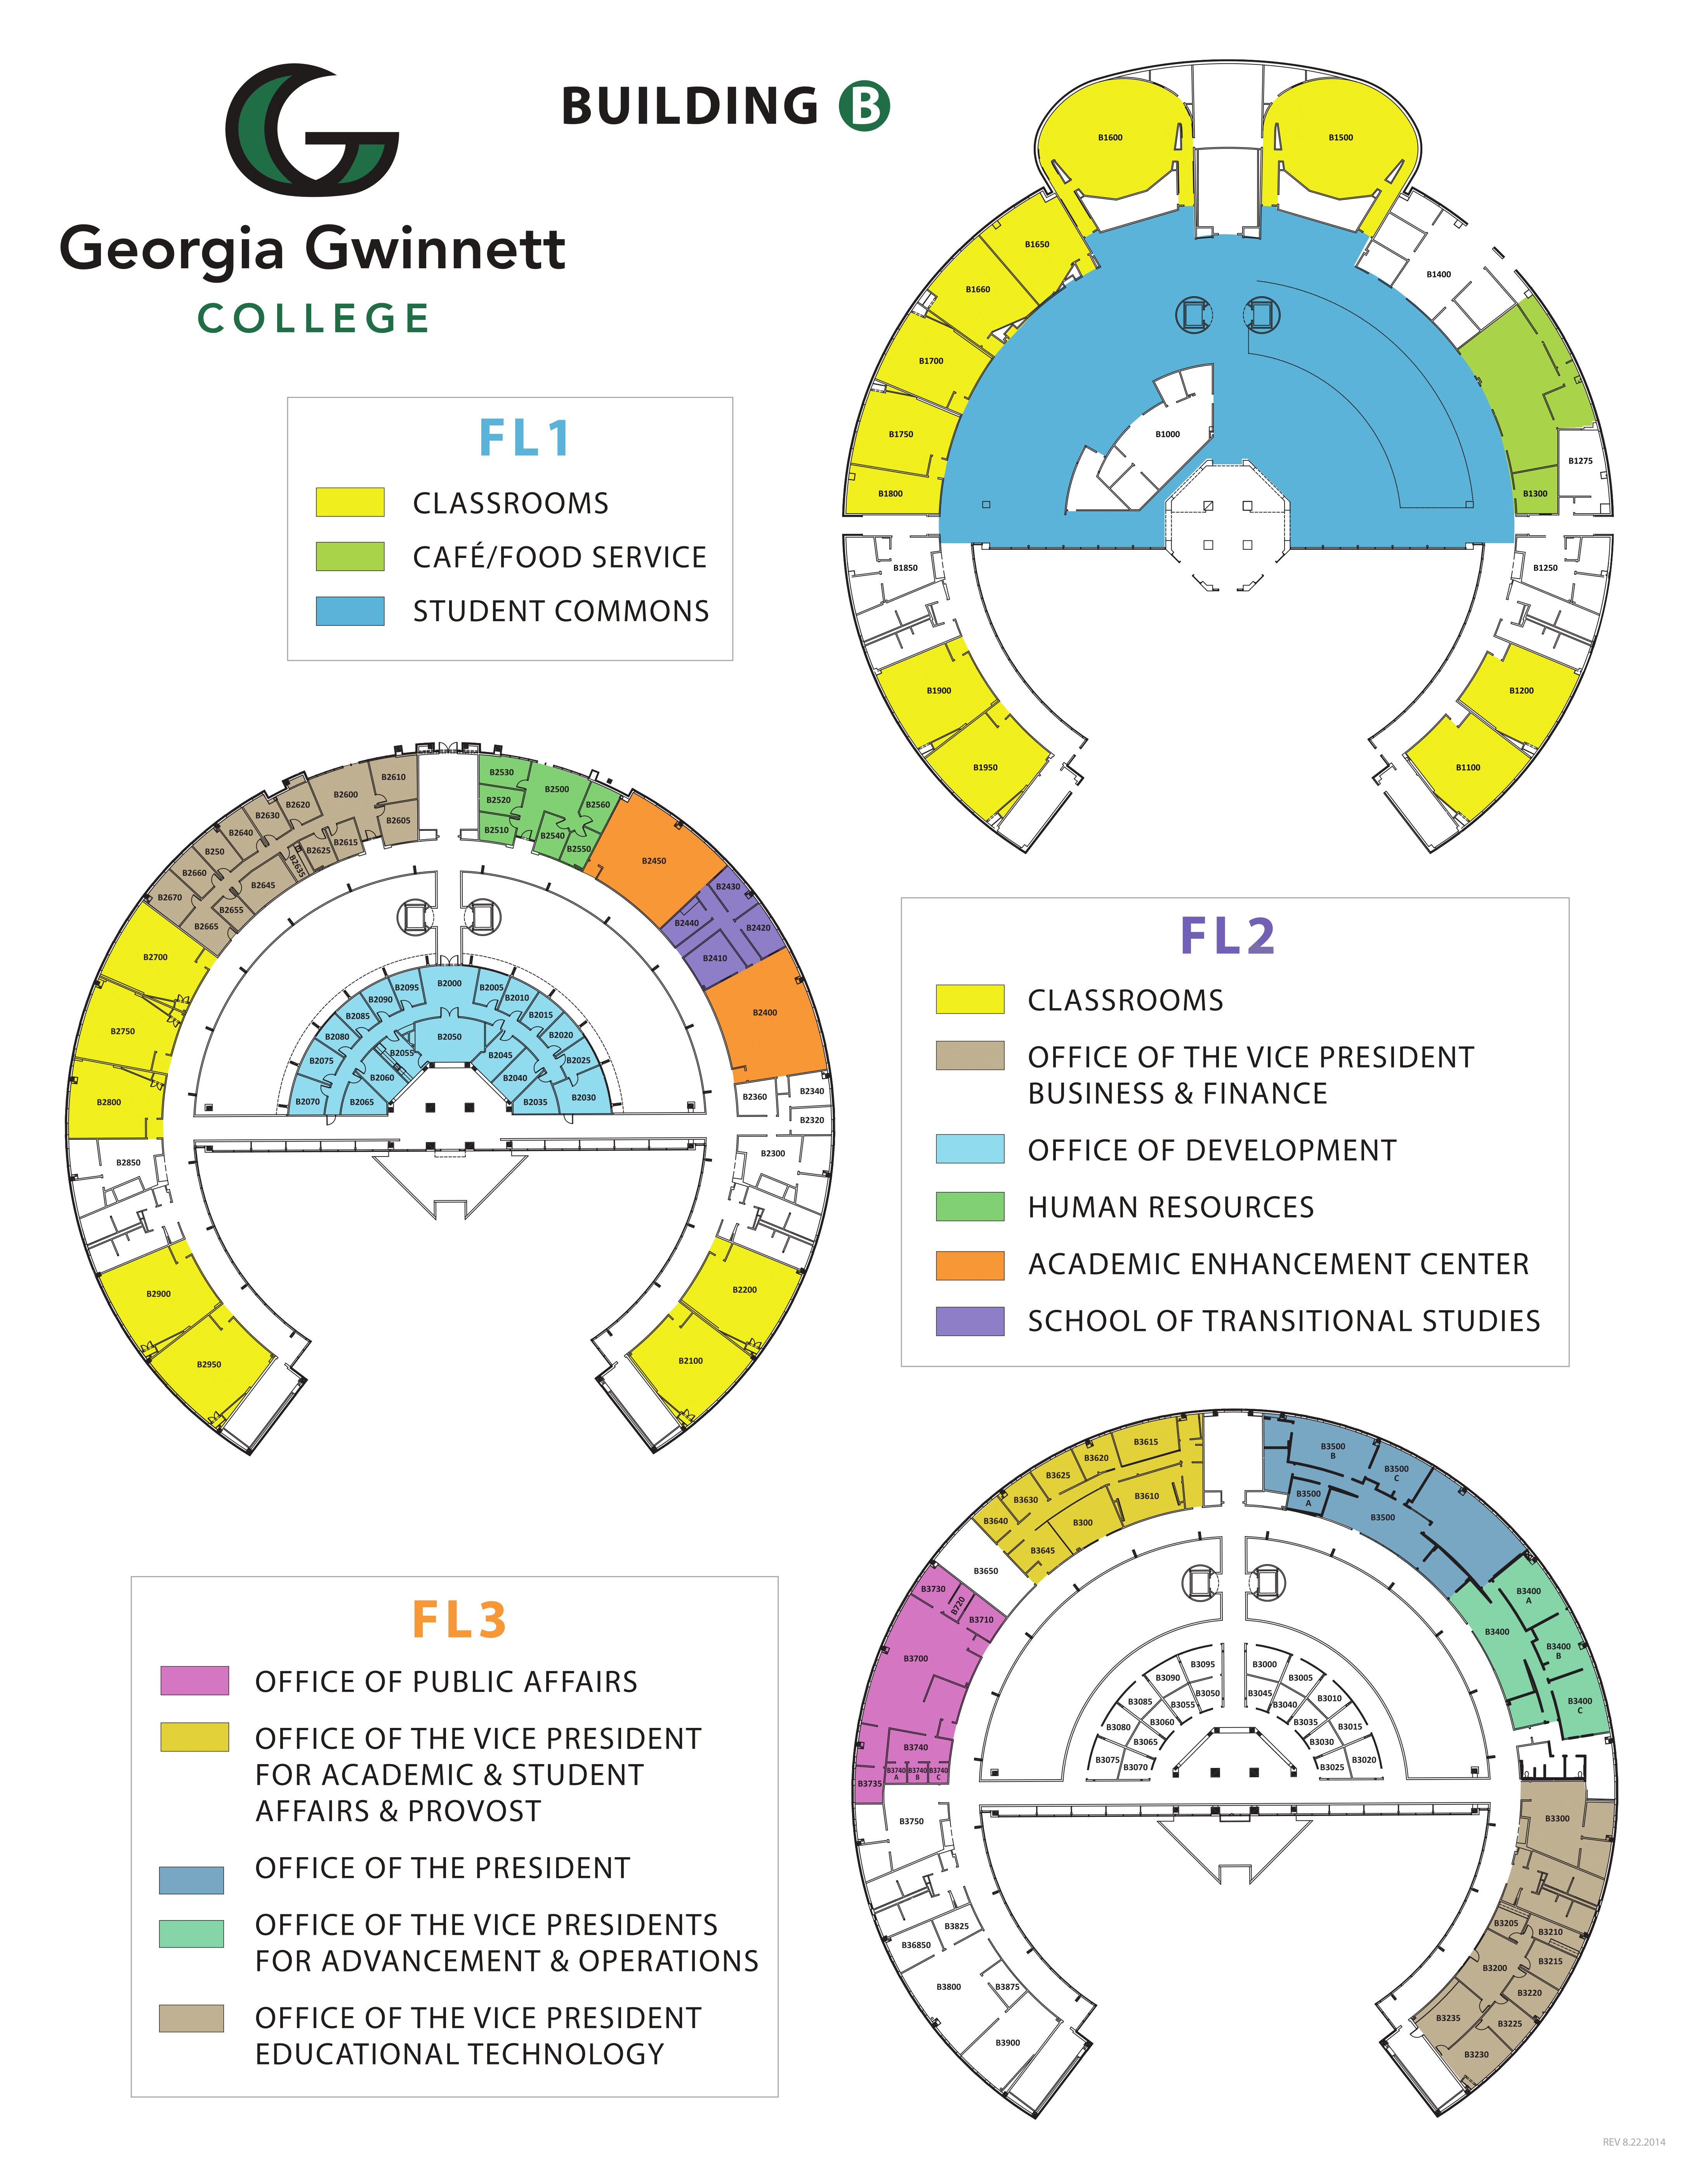 BUILDING B
Georgia Gwinnett
COLLEGE
FL1
CLASSROOMS
CAFÉ/FOOD SERVICE
STUDENT COMMONS
B1600
B1500
B1650
B1660
B1400
B1700
B1750
B1000
B1275
B1800
B1300
B1850
B1250
B1900
B1200
B1950
B1100
B2610
B2600
B2620
B2630
B2605
B2640
B2615
B2625
B250
B2635
B2660
B2645
B2670
B2655
B2665
B2530
B2500
B2520
B2560
B2510
B2540
B2550
B2450
B2430
B2440
B2420
B2410
B2400
B2700
B2750
B2800
B2000
B2095
B2005
B2090
B2010
B2085
B2015
B2080
B2050
B2020
B2055
B2045
B2075
B2025
B2060
B2040
B2070
B2065
B2035
B2030
B2360
B2340
B2320
B2850
B2300
B2900
B2200
B2950
B2100
FL2
CLASSROOMS
OFFICE OF THE VICE PRESIDENT
BUSINESS & FINANCE
OFFICE OF DEVELOPMENT
HUMAN RESOURCES
ACADEMIC ENHANCEMENT CENTER
SCHOOL OF TRANSITIONAL STUDIES
FL3
OFFICE OF PUBLIC AFFAIRS
OFFICE OF THE VICE PRESIDENT
FOR ACADEMIC & STUDENT
AFFAIRS & PROVOST
OFFICE OF THE PRESIDENT
OFFICE OF THE VICE PRESIDENTS
FOR ADVANCEMENT & OPERATIONS
OFFICE OF THE VICE PRESIDENT
EDUCATIONAL TECHNOLOGY
B3615
B3620
B3625
B3610
B3630
B3640
B300
B3645
B3650
B3500
B
B3500
C
B3500
A
B3500
B3400
A
B3400
B3400
B
B3400
C
B3730
B720
B3710
B3700
B3740
B3740
A
B3740
B
B3740
C
B3735
B3095
B3000
B3090
B3005
B3050
B3045
B3085
B3055
B3040
B3010
B3080
B3060
B3035
B3015
B3065
B3030
B3075
B3070
B3025
B3020
B3750
B3300
B3825
B36850
B3800
B3875
B3900
B3205
B3210
B3215
B3200
B3220
B3235
B3225
B3230
REV 8.22.2014